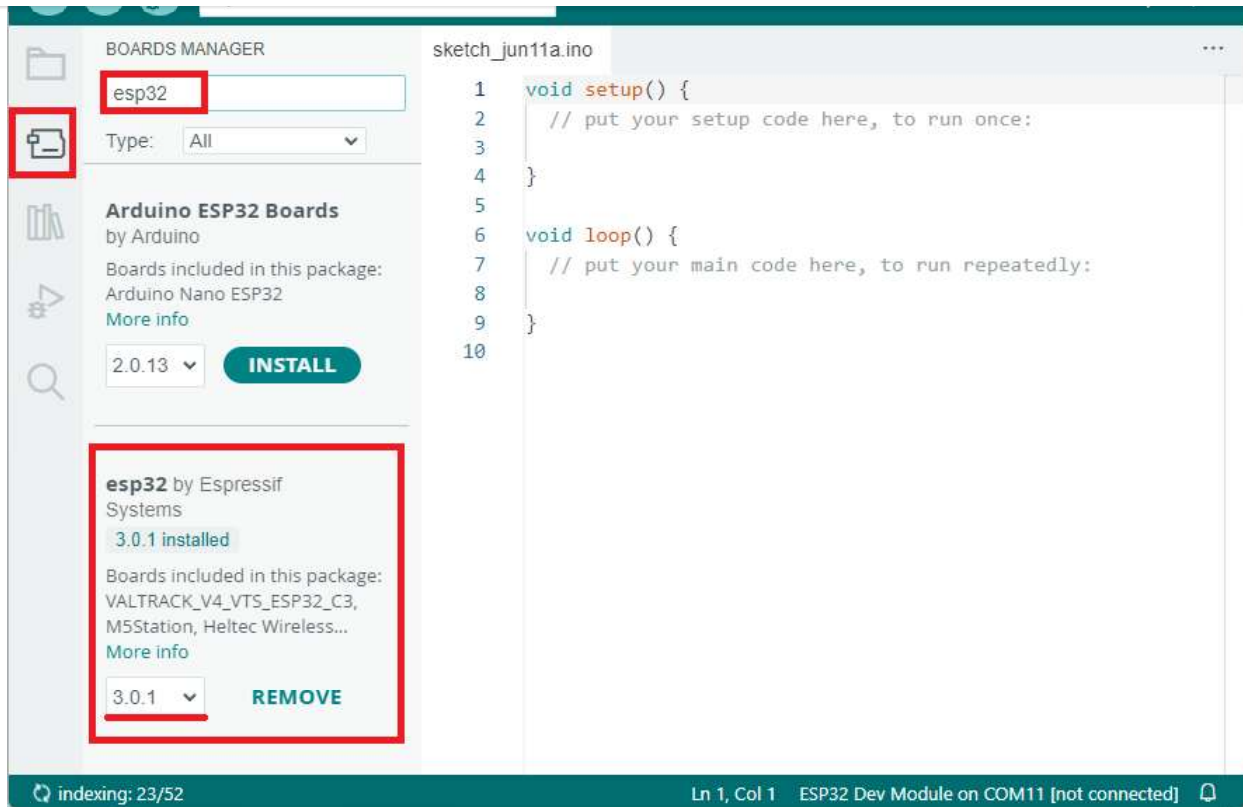 BOARDS MANAGER
esp32
Type: All
Arduino ESP32 Boards
by Arduino
Boards included in this package:
Arduino Nano ESP32
More info
2.0.13
INSTALL
esp32 by Espressif
Systems
3.0.1 installed
Boards included in this package:
VALTRACK_V4_VTS_ESP32_C3,
M5Station, Heltec Wireless...
More info
3.0.1
REMOVE
sketch_jun11a.ino
...
1 void setup() {
2 // put your setup code here, to run once:
3
4 }
5
6 void loop() {
7 // put your main code here, to run repeatedly:
8
9 }
10
indexing: 23/52
Ln 1, Col 1 ESP32 Dev Module on COM11 [not connected]